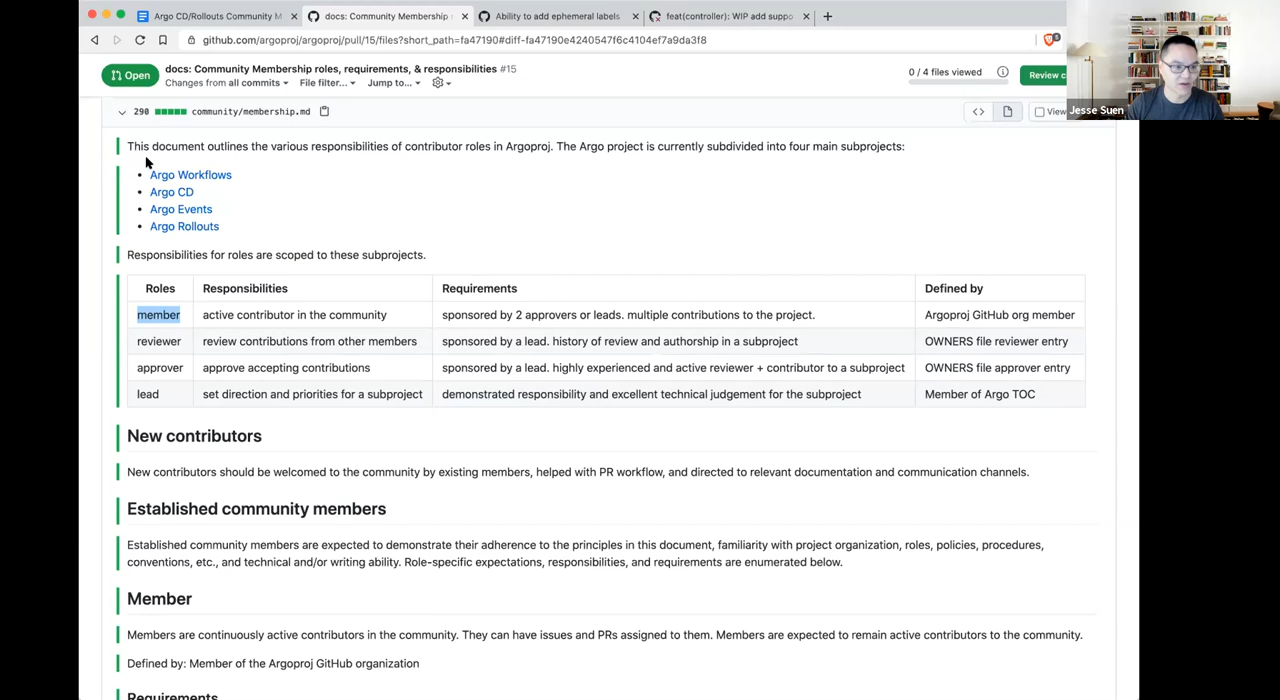 Argo CD/Rollouts Community M
docs: Community Membership
Ability to add ephemeral labels
feat(controller): WIP add suppo
github.com/argoproj/argoproj/pull/15/files?short_path=fa47190#diff-fa47190e4240547f6c4104ef7a9da3f8
Open
docs: Community Membership roles, requirements, & responsibilities #15
Changes from all commits File filter... Jump to...
0 / 4 files viewed
Review c
290 community/membership.md
View
Jesse Suen
This document outlines the various responsibilities of contributor roles in Argoproj. The Argo project is currently subdivided into four main subprojects:
• Argo Workflows
• Argo CD
• Argo Events
• Argo Rollouts
Responsibilities for roles are scoped to these subprojects.
Roles Responsibilities Requirements Defined by
member active contributor in the community sponsored by 2 approvers or leads. multiple contributions to the project. Argoproj GitHub org member
reviewer review contributions from other members sponsored by a lead. history of review and authorship in a subproject OWNERS file reviewer entry
approver approve accepting contributions sponsored by a lead. highly experienced and active reviewer + contributor to a subproject OWNERS file approver entry
lead set direction and priorities for a subproject demonstrated responsibility and excellent technical judgement for the subproject Member of Argo TOC
New contributors
New contributors should be welcomed to the community by existing members, helped with PR workflow, and directed to relevant documentation and communication channels.
Established community members
Established community members are expected to demonstrate their adherence to the principles in this document, familiarity with project organization, roles, policies, procedures,
conventions, etc., and technical and/or writing ability. Role-specific expectations, responsibilities, and requirements are enumerated below.
Member
Members are continuously active contributors in the community. They can have issues and PRs assigned to them. Members are expected to remain active contributors to the community.
Defined by: Member of the Argoproj GitHub organization
Requirements